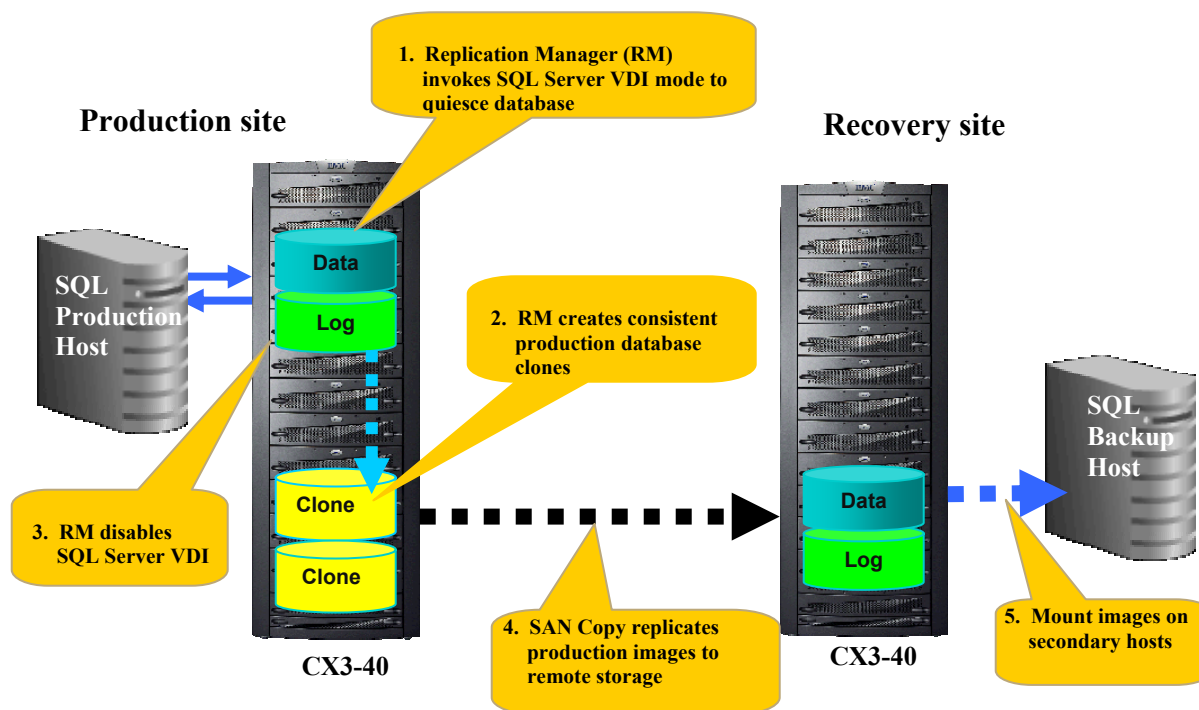 1. Replication Manager (RM)
invokes SQL Server VDI mode to
quiesce database
Production site
Recovery site
SQL
Production
Host
Data
Log
2. RM creates consistent
production database
clones
3. RM disables
SQL Server VDI
Clone
Clone
CX3-40
4. SAN Copy replicates
production images to
remote storage
Data
Log
CX3-40
SQL
Backup
Host
5. Mount images on
secondary hosts